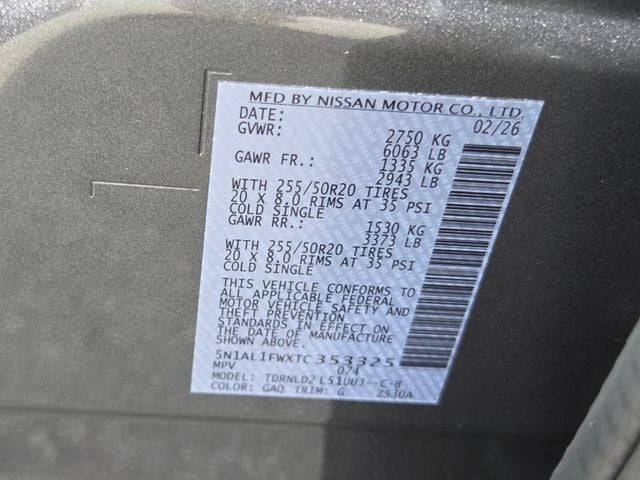 MFD BY NISSAN MOTOR CO., LTD.
DATE: 02/26
GVWR: 2750 KG
6063 LB
GAWR FR.: 1335 KG
2943 LB
WITH 255/50R20 TIRES
20 X 8.0 RIMS AT 35 PSI
COLD SINGLE
GAWR RR.: 1530 KG
3373 LB
WITH 255/50R20 TIRES
20 X 8.0 RIMS AT 35 PSI
COLD SINGLE
THIS VEHICLE CONFORMS TO
ALL APPLICABLE FEDERAL
MOTOR VEHICLE SAFETY AND
THEFT PREVENTION
STANDARDS IN EFFECT ON
THE DATE OF MANUFACTURE
SHOWN ABOVE.
5N1AL1FWXTC353325
MPV 074
MODEL: TDRNLD2 L51UUJ--C-B
COLOR: GAQ TRIM: G 2S30A